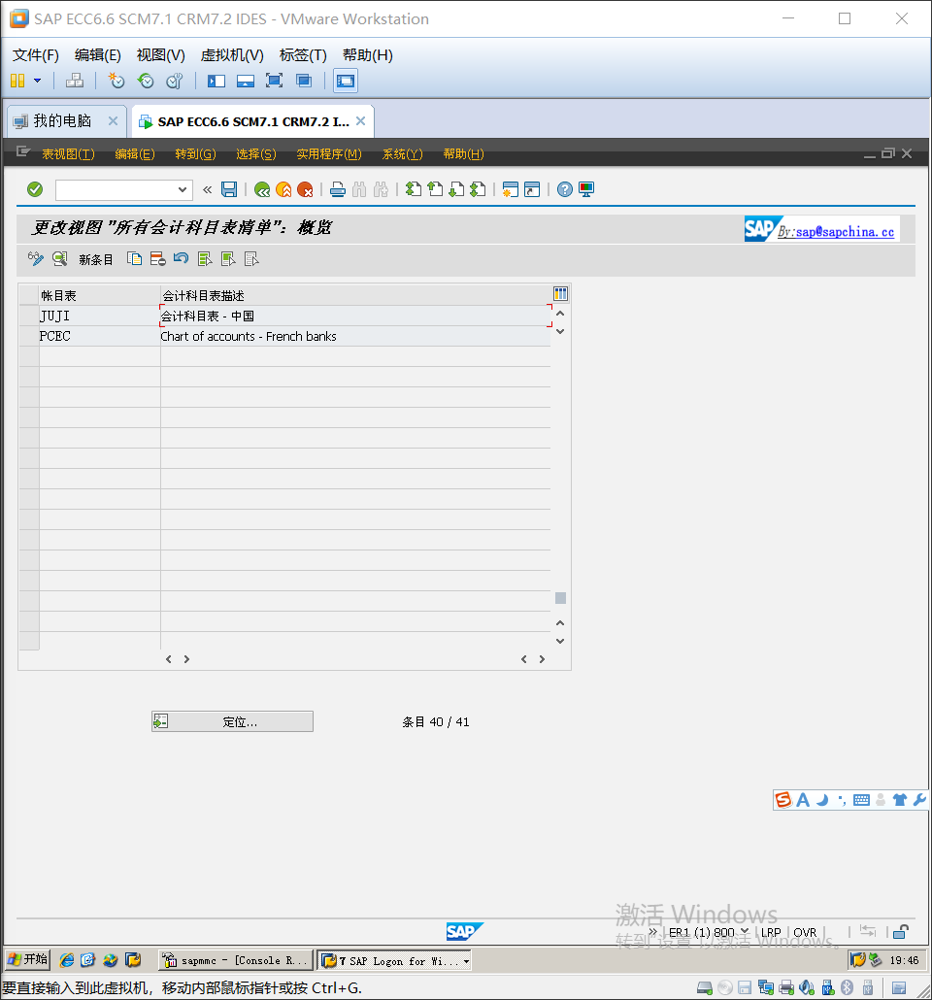 SAP ECC6.6 SCM7.1 CRM7.2 IDES - VMware Workstation
文件(F) 编辑(E) 视图(V) 虚拟机(V) 标签(T) 帮助(H)
我的电脑
SAP ECC6.6 SCM7.1 CRM7.2 I...
表视图(T) 编辑(E) 转到(G) 选择(S) 实用程序(M) 系统(Y) 帮助(H)
更改视图 "所有会计科目表清单": 概览
SAP By:sap@sapchina.cc
新条目
帐目表 会计科目表描述
JUJI 会计科目表 - 中国
PCEC Chart of accounts - French banks
定位... 条目 40 / 41
激活 Windows
转到"设置"以激活 Windows。
SAP
ER1 (1) 800 LRP OVR
开始 sapmmc - [Console R... 7 SAP Logon for Wi... 19:46
要直接输入到此虚拟机，移动内部鼠标指针或按 Ctrl+G.